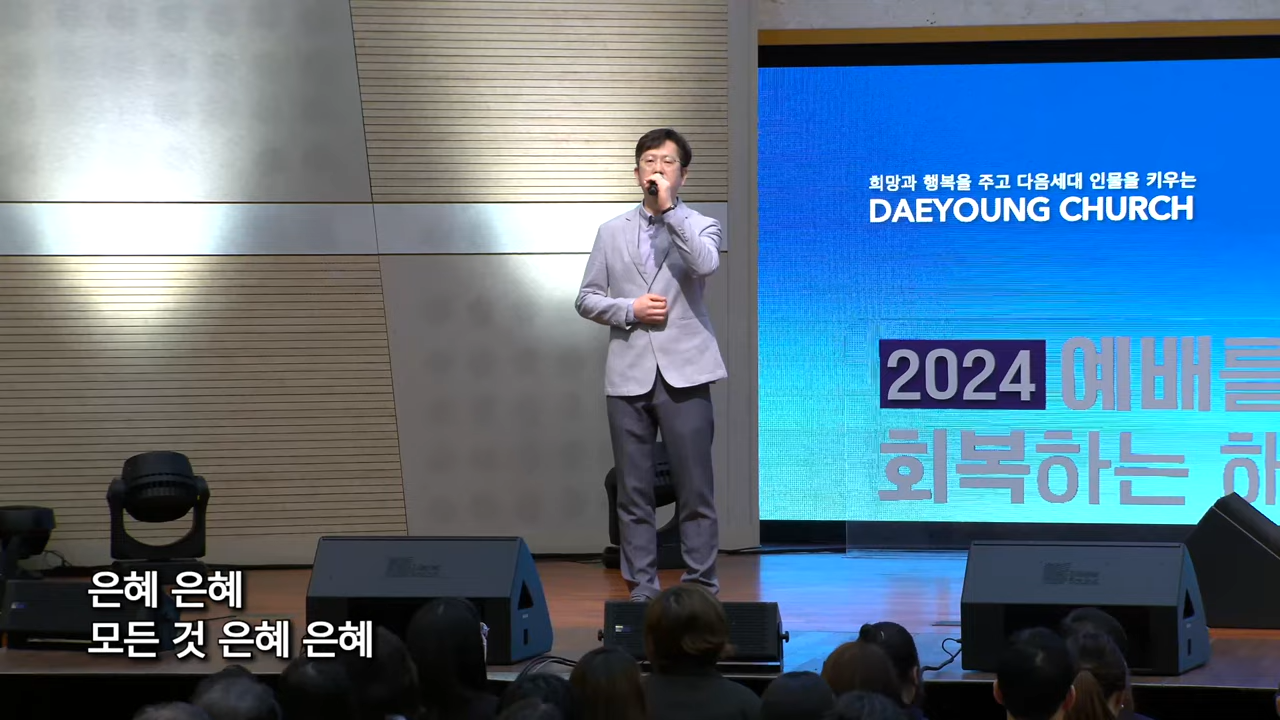 희망과 행복을 주고 다음세대 인물을 키우는
DAEYOUNG CHURCH
2024 예배를
회복하는 해
은혜 은혜
모든 것 은혜 은혜